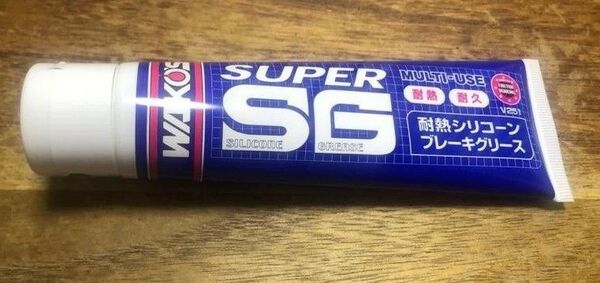 WAKO'S
SUPER
SG
SILICONE GREASE
MULTI-USE
耐熱 耐久
V251
耐熱シリコーン
ブレーキグリース